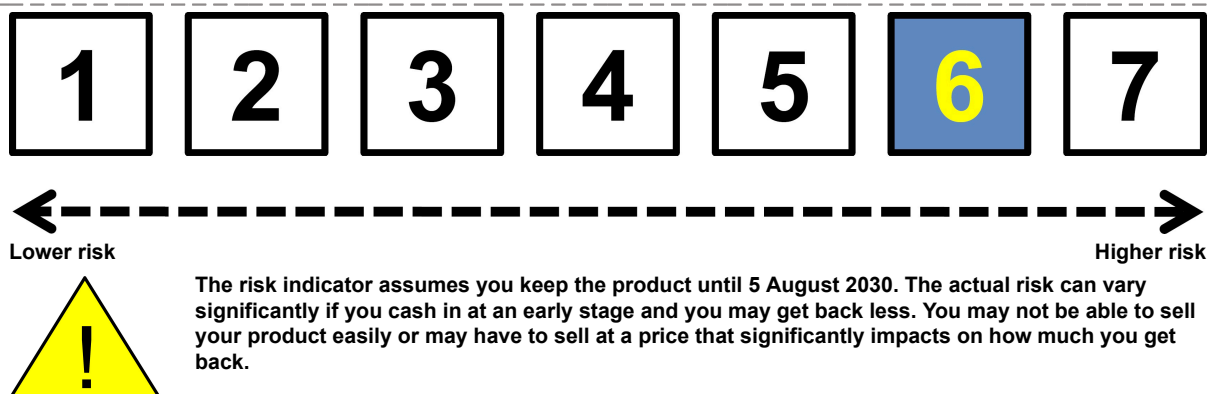 1 2 3 4 5 6 7
Lower risk Higher risk
The risk indicator assumes you keep the product until 5 August 2030. The actual risk can vary
significantly if you cash in at an early stage and you may get back less. You may not be able to sell
your product easily or may have to sell at a price that significantly impacts on how much you get
back.
!